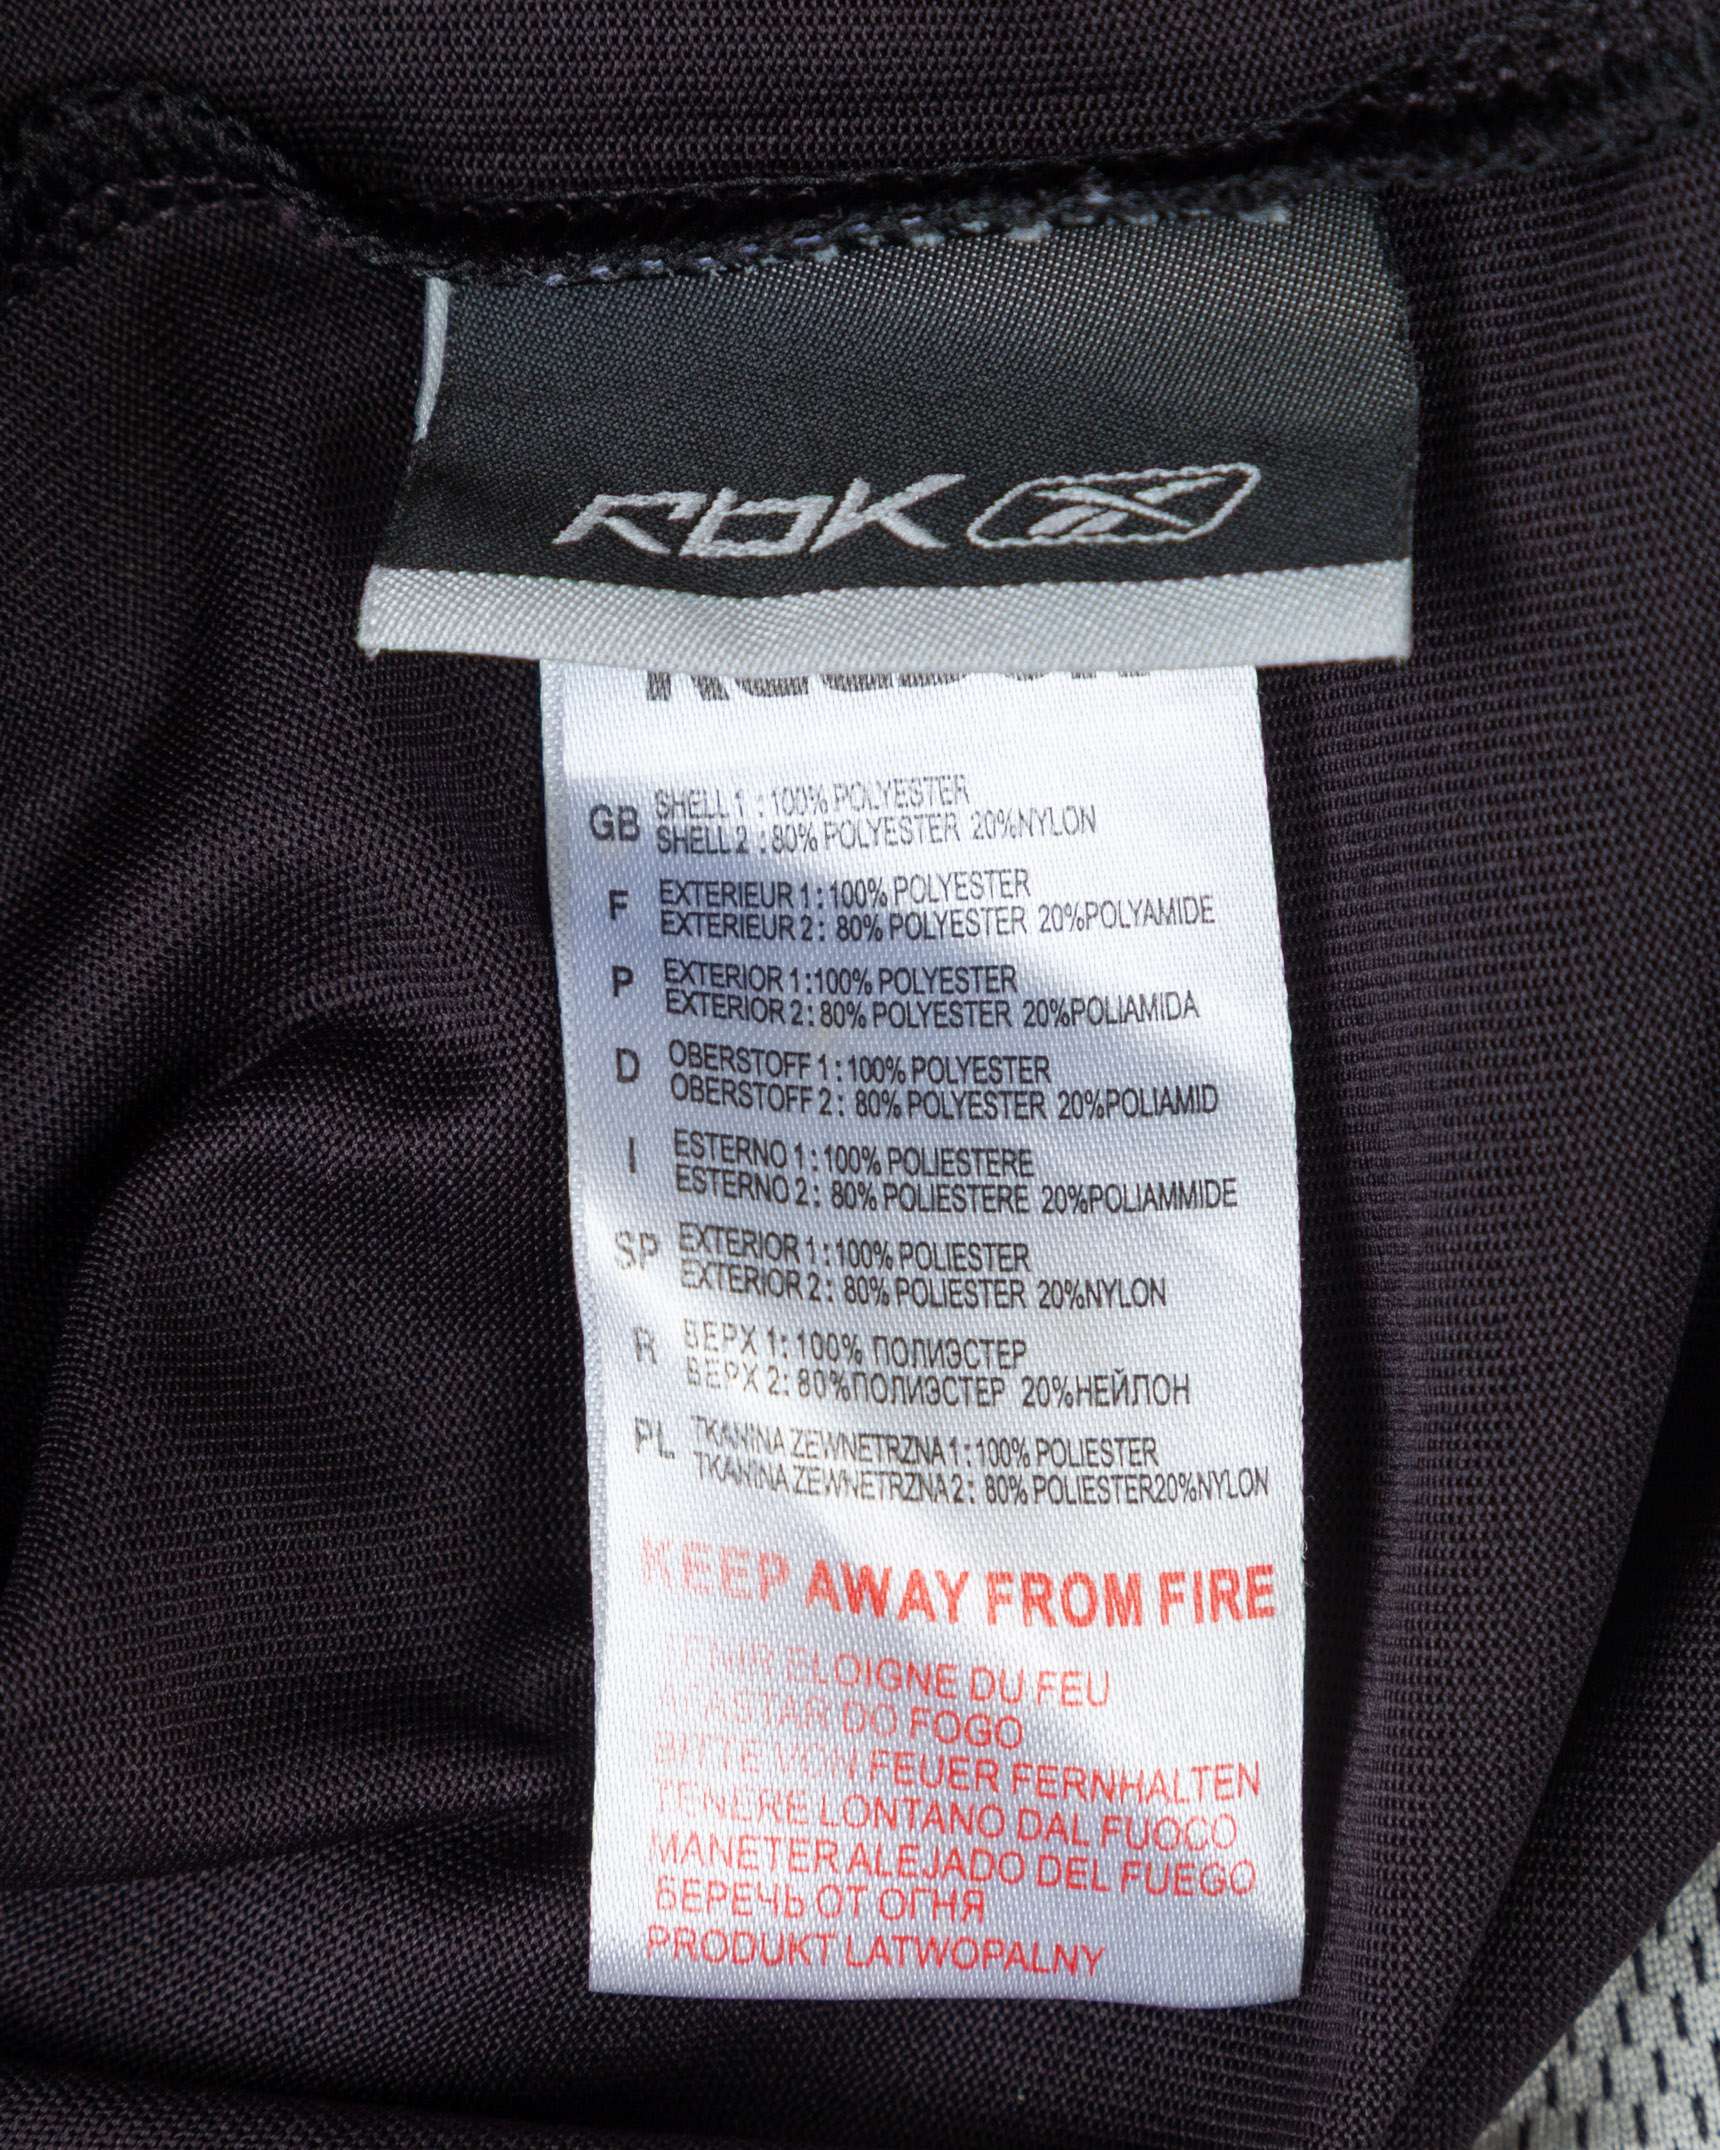 RBK
GB SHELL 1 : 100% POLYESTER
SHELL 2 : 80% POLYESTER 20%NYLON
F EXTERIEUR 1 : 100% POLYESTER
EXTERIEUR 2 : 80% POLYESTER 20%POLYAMIDE
P EXTERIOR 1:100% POLYESTER
EXTERIOR 2 : 80% POLYESTER 20%POLIAMIDA
D OBERSTOFF 1 : 100% POLYESTER
OBERSTOFF 2 : 80% POLYESTER 20%POLIAMID
I ESTERNO 1 : 100% POLIESTERE
ESTERNO 2 : 80% POLIESTERE 20%POLIAMMIDE
SP EXTERIOR 1 : 100% POLIESTER
EXTERIOR 2 : 80% POLIESTER 20%NYLON
R ВЕРХ 1: 100% ПОЛИЭСТЕР
ВЕРХ 2: 80%ПОЛИЭСТЕР 20%НЕЙЛОН
PL TKANINA ZEWNETRZNA 1 : 100% POLIESTER
TKANINA ZEWNETRZNA 2 : 80% POLIESTER20%NYLON
KEEP AWAY FROM FIRE
ELOIGNE DU FEU
AFASTAR DO FOGO
BITTE VON FEUER FERNHALTEN
TENERE LONTANO DAL FUOCO
MANETER ALEJADO DEL FUEGO
БЕРЕЧЬ ОТ ОГНЯ
PRODUKT LATWOPALNY